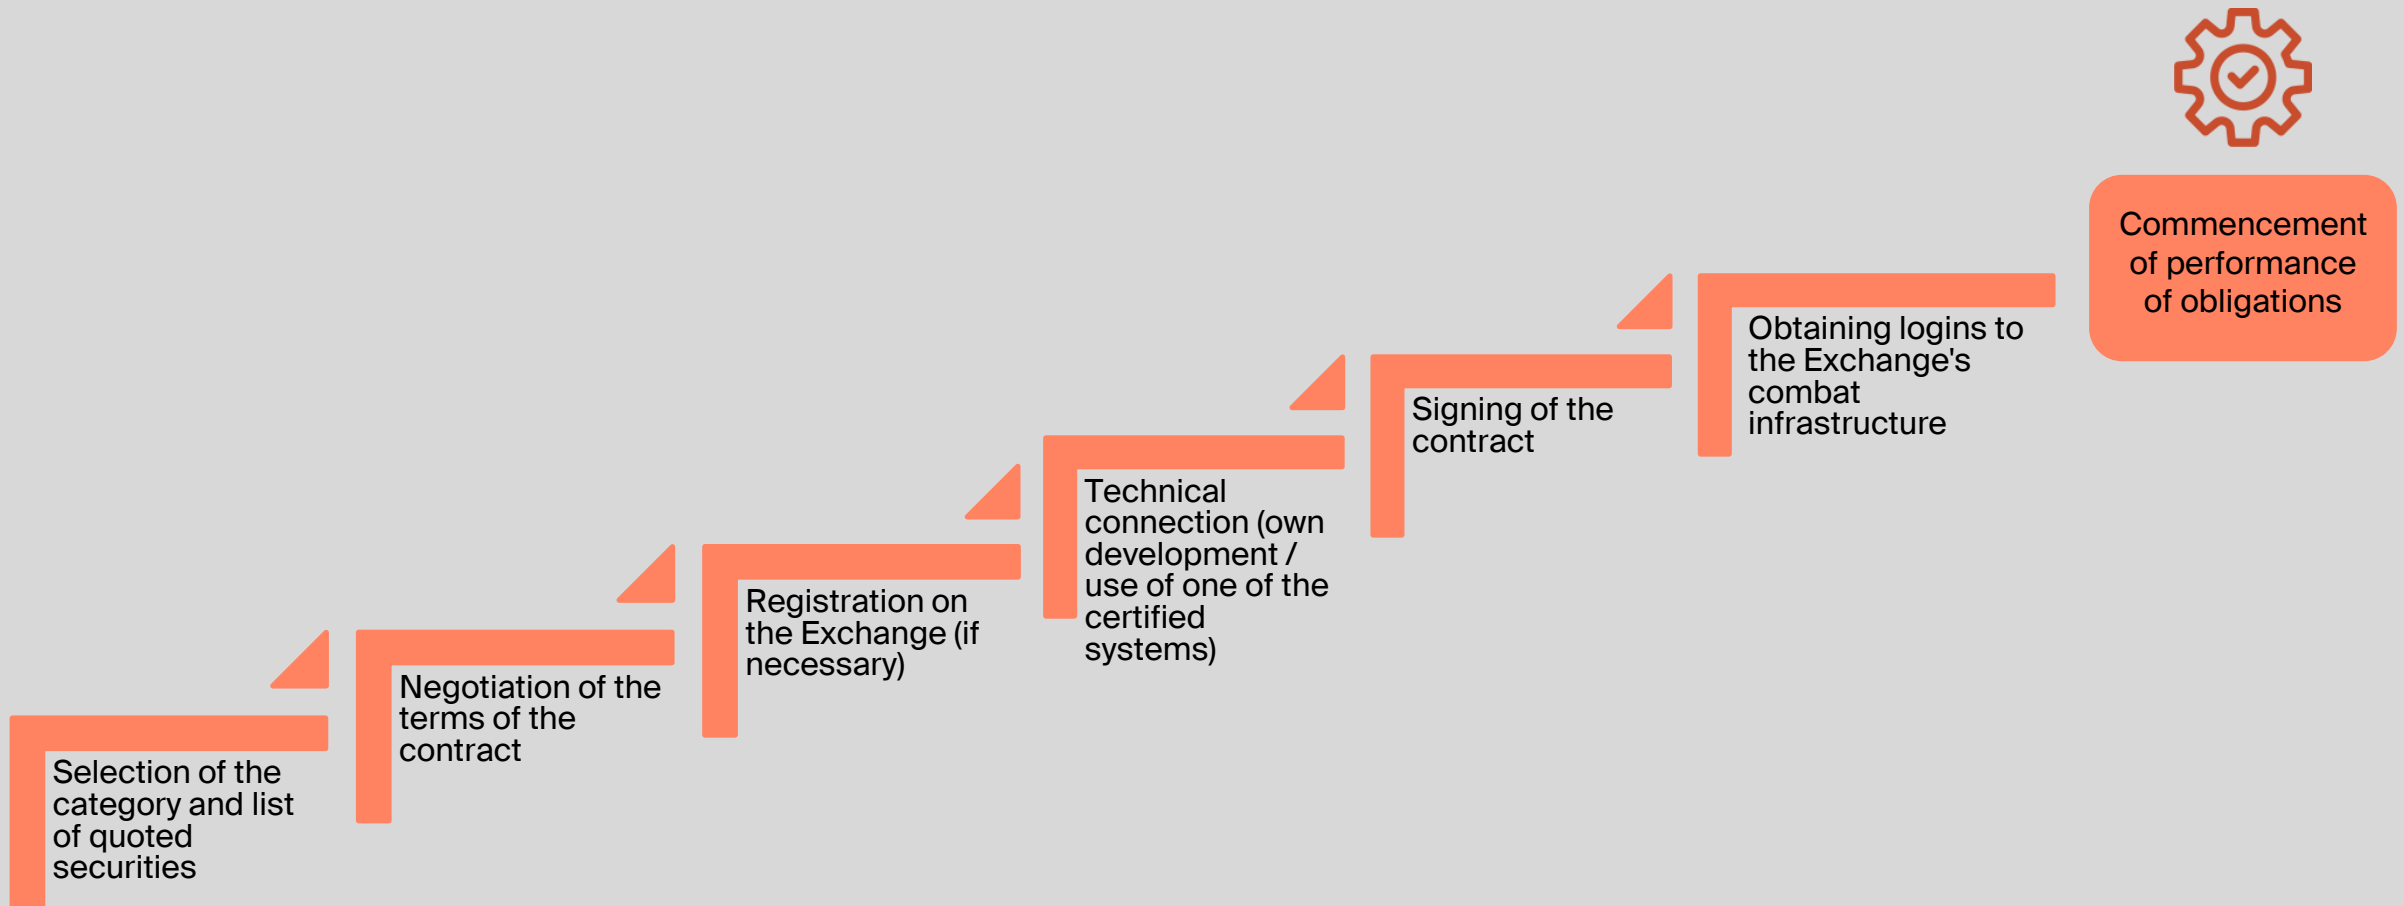 Selection of the
category and list
of quoted
securities
Negotiation of the
terms of the
contract
Registration on
the Exchange (if
necessary)
Technical
connection (own
development /
use of one of the
certified
systems)
Signing of the
contract
Obtaining logins to
the Exchange's
combat
infrastructure
Commencement
of performance
of obligations